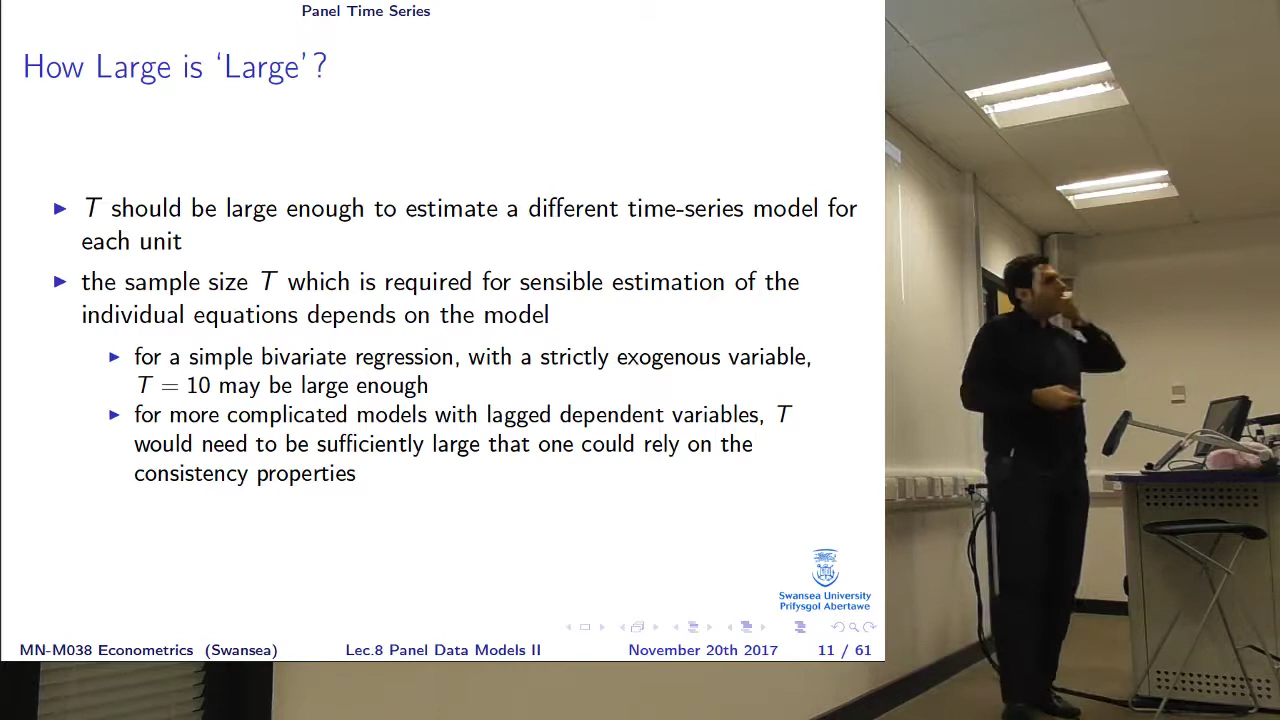 Panel Time Series
How Large is ‘Large’?
T should be large enough to estimate a different time-series model for
each unit
the sample size T which is required for sensible estimation of the
individual equations depends on the model
for a simple bivariate regression, with a strictly exogenous variable,
T = 10 may be large enough
for more complicated models with lagged dependent variables, T
would need to be sufficiently large that one could rely on the
consistency properties
Swansea University
Prifysgol Abertawe
MN-M038 Econometrics (Swansea) Lec.8 Panel Data Models II November 20th 2017 11 / 61